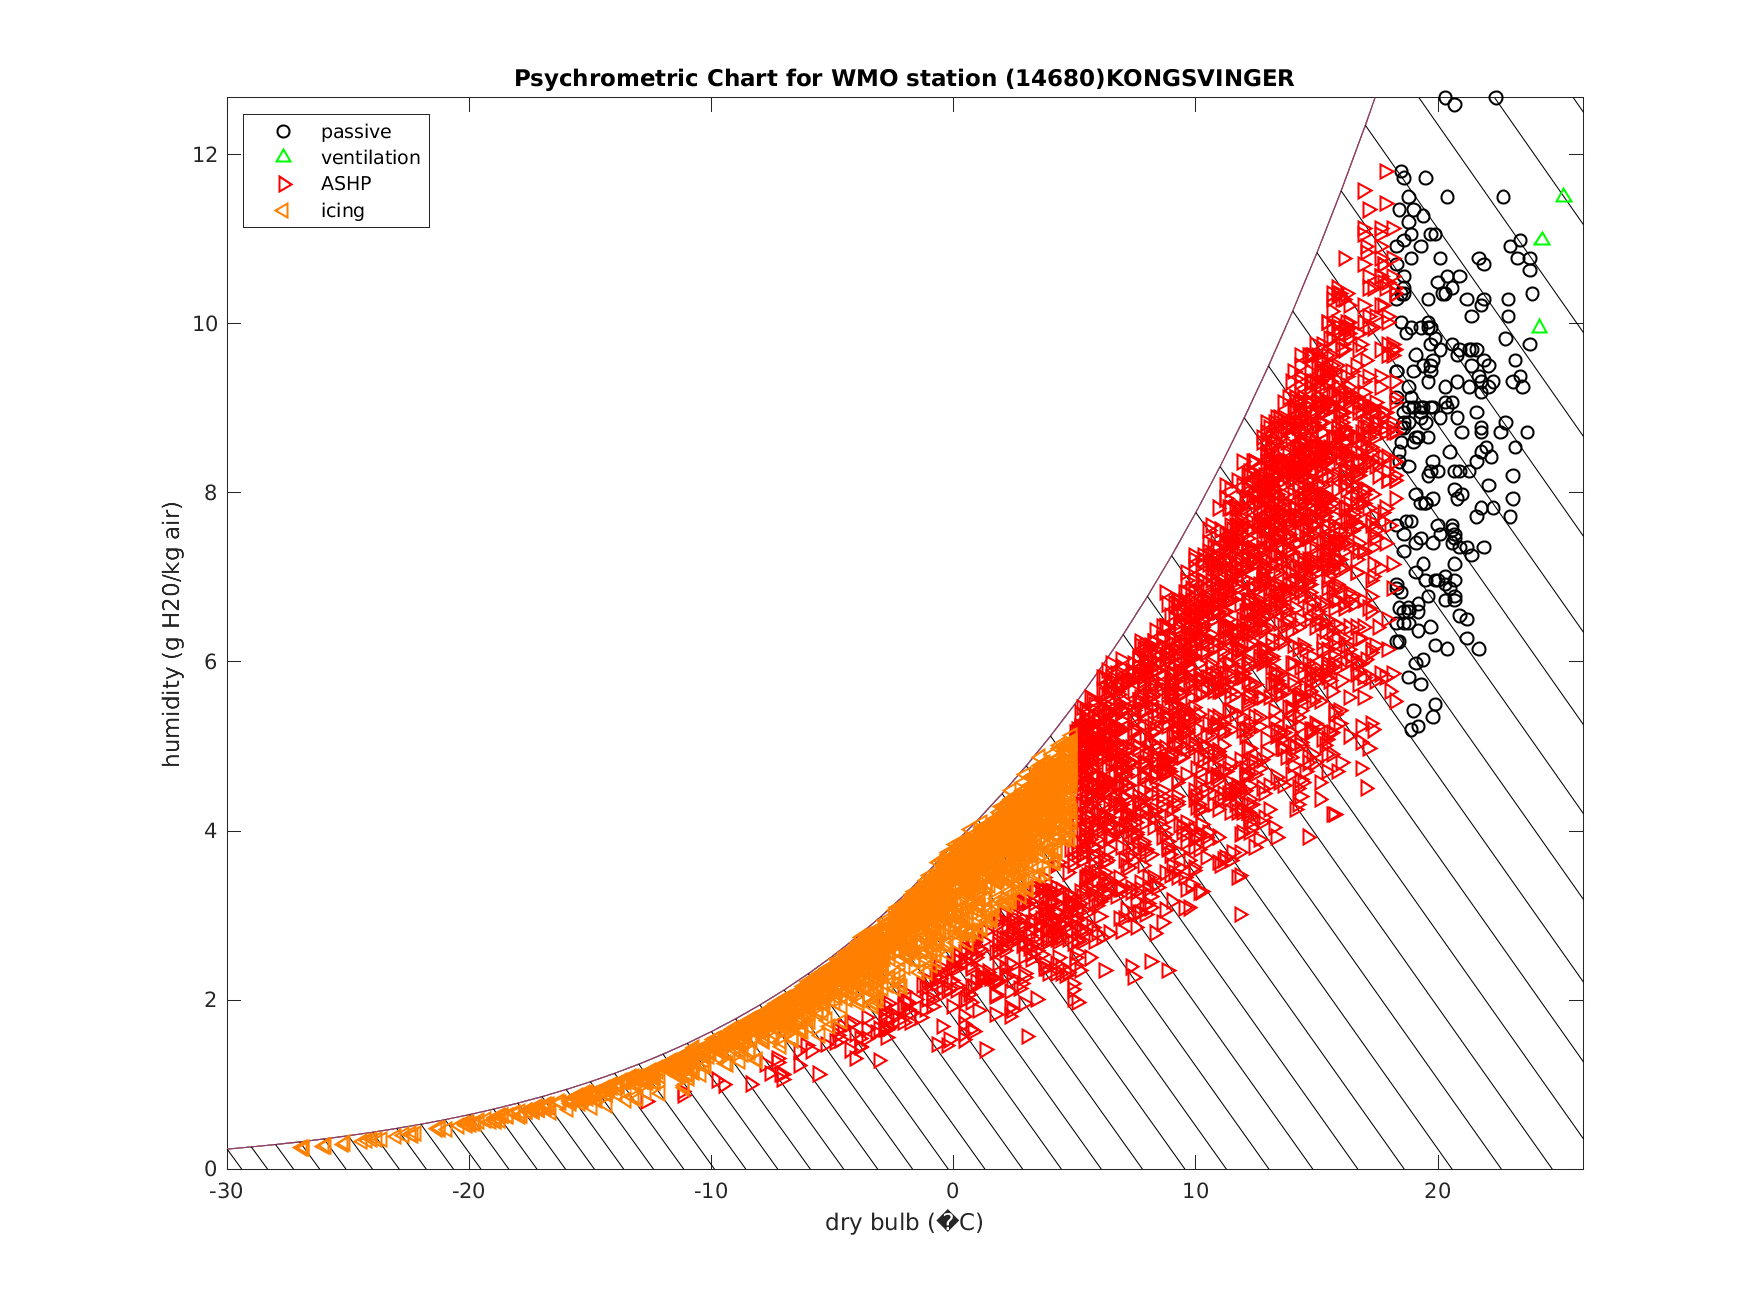 Psychrometric Chart for WMO station (14680)KONGSVINGER
passive
ventilation
ASHP
icing
humidity (g H20/kg air)
12
10
8
6
4
2
0
-30 -20 -10 0 10 20
dry bulb (�C)